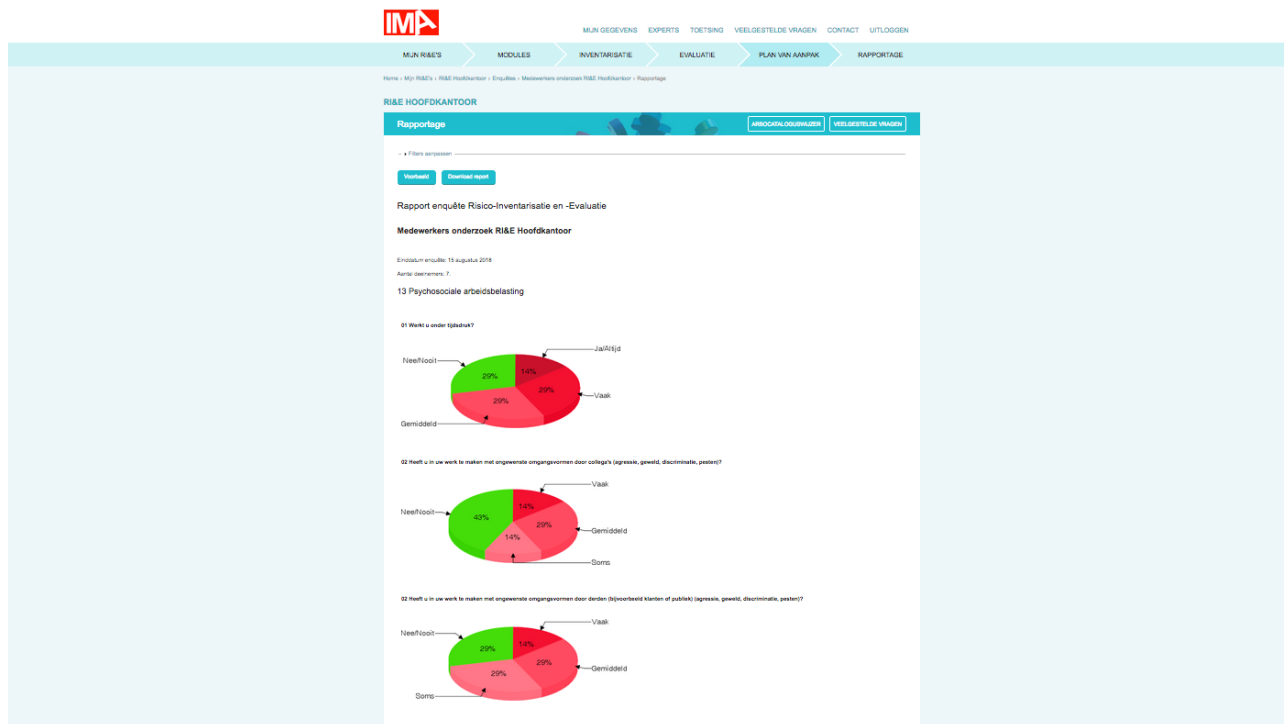 IMA
MIJN GEGEVENS EXPERTS TOETSING VEELGESTELDE VRAGEN CONTACT UITLOGGEN
MIJN RI&E'S MODULES INVENTARISATIE EVALUATIE PLAN VAN AANPAK RAPPORTAGE
Home › Mijn RI&E's › RI&E Hoofdkantoor › Enquêtes › Medewerkers onderzoek RI&E Hoofdkantoor › Rapportage
RI&E HOOFDKANTOOR
Rapportage ARBOCATALOGUSWIJZER VEELGESTELDE VRAGEN
Filters aanpassen
Voorbeeld Download report
Rapport enquête Risico-Inventarisatie en -Evaluatie
Medewerkers onderzoek RI&E Hoofdkantoor
Einddatum enquête: 15 augustus 2018
Aantal deelnemers: 7.
13 Psychosociale arbeidsbelasting
01 Werkt u onder tijdsdruk?
Ja/Altijd
Nee/Nooit
14%
29%
29%
Vaak
29%
Gemiddeld
02 Heeft u in uw werk te maken met ongewenste omgangsvormen door collega's (agressie, geweld, discriminatie, pesten)?
Vaak
14%
Nee/Nooit
43%
29%
Gemiddeld
14%
Soms
02 Heeft u in uw werk te maken met ongewenste omgangsvormen door derden (bijvoorbeeld klanten of publiek) (agressie, geweld, discriminatie, pesten)?
Vaak
Nee/Nooit
14%
29%
29%
Gemiddeld
29%
Soms